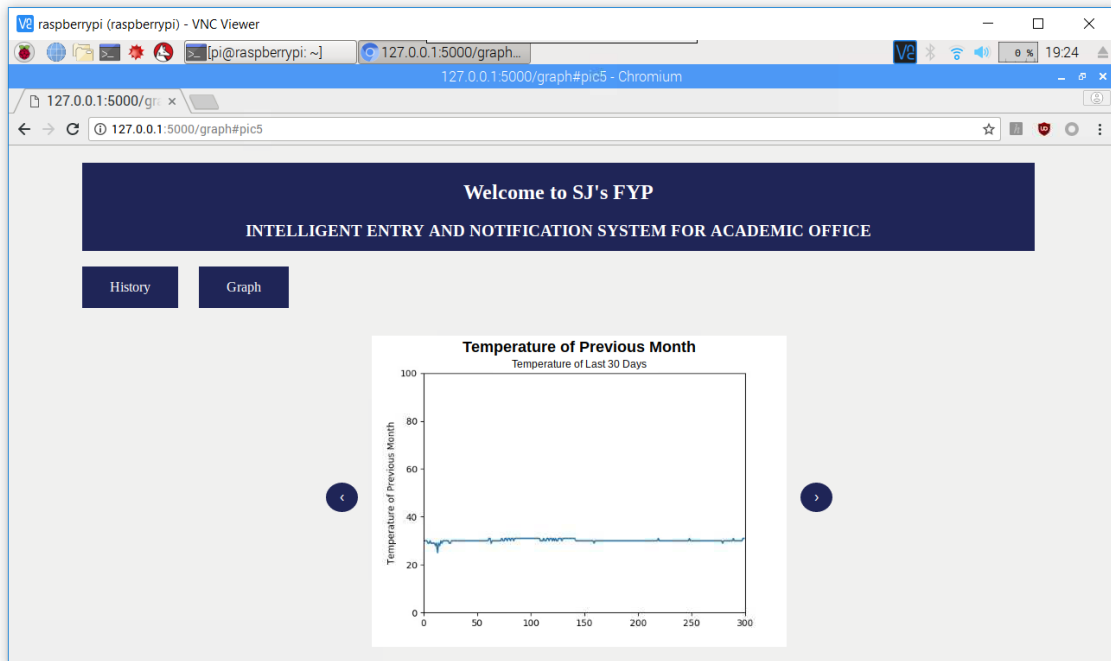 raspberrypi (raspberrypi) - VNC Viewer
[pi@raspberrypi: ~]
127.0.0.1:5000/graph...
0 %
19:24
127.0.0.1:5000/graph#pic5 - Chromium
127.0.0.1:5000/gr
127.0.0.1:5000/graph#pic5
Welcome to SJ's FYP
INTELLIGENT ENTRY AND NOTIFICATION SYSTEM FOR ACADEMIC OFFICE
History
Graph
Temperature of Previous Month
Temperature of Last 30 Days
Temperature of Previous Month
100
80
60
40
20
0
0 50 100 150 200 250 300